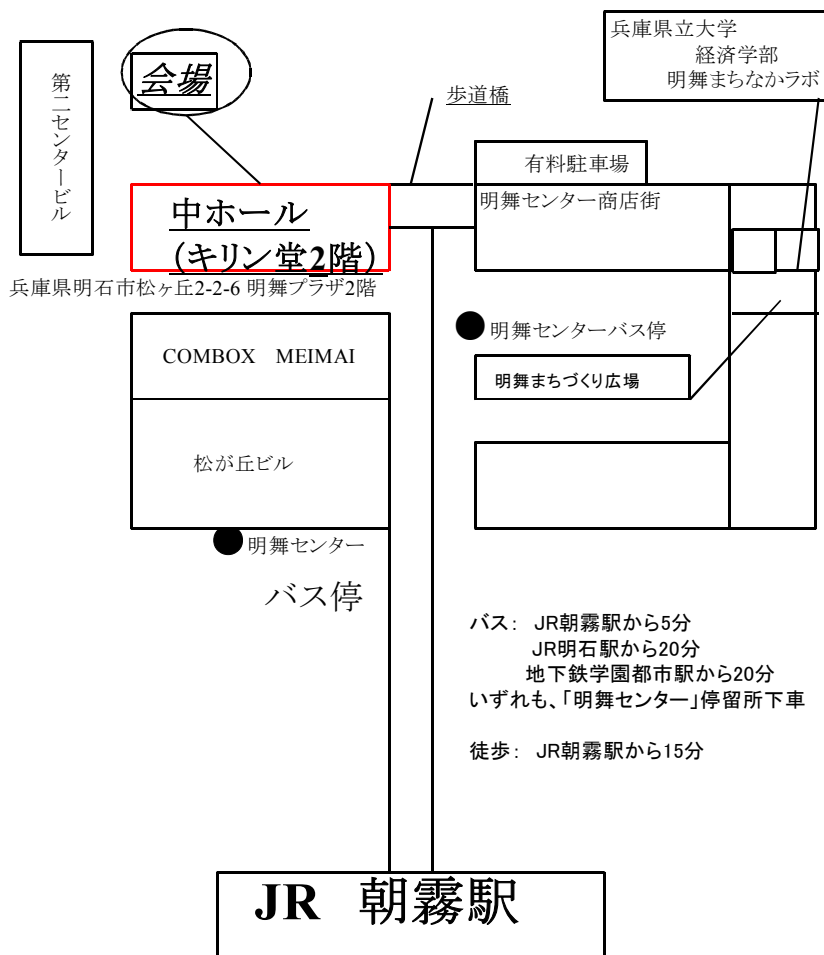 兵庫県立大学
経済学部
明舞まちなかラボ
会場
第二センタービル
歩道橋
有料駐車場
中ホール
(キリン堂2階)
明舞センター商店街
兵庫県明石市松ヶ丘2-2-6 明舞プラザ2階
明舞センターバス停
COMBOX MEIMAI
明舞まちづくり広場
松が丘ビル
明舞センター
バス停
バス: JR朝霧駅から5分
JR明石駅から20分
地下鉄学園都市駅から20分
いずれも、「明舞センター」停留所下車
徒歩: JR朝霧駅から15分
JR 朝霧駅